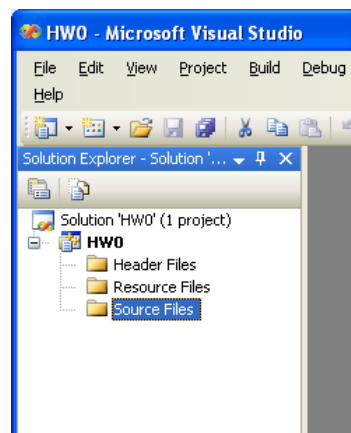 HW0 - Microsoft Visual Studio
File Edit View Project Build Debug
Help
Solution Explorer - Solution '...
Solution 'HW0' (1 project)
HW0
Header Files
Resource Files
Source Files